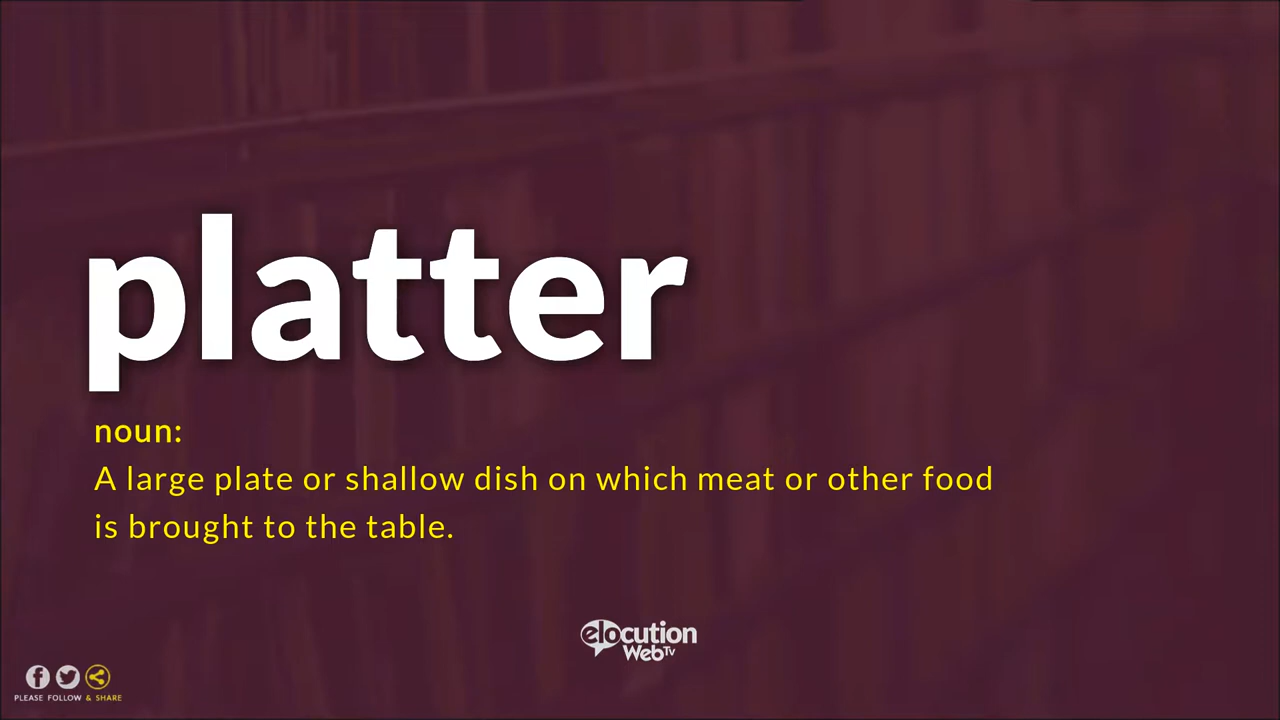 platter
noun:
A large plate or shallow dish on which meat or other food
is brought to the table.
elocution
WebTv
PLEASE FOLLOW & SHARE